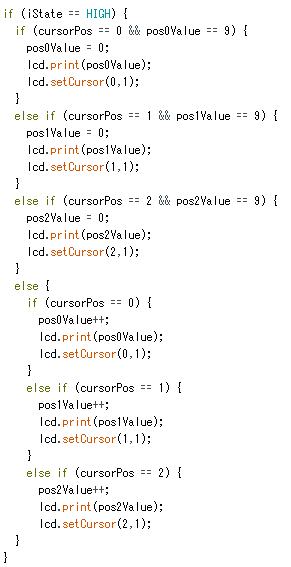 if (iState == HIGH) {
  if (cursorPos == 0 && pos0Value == 9) {
    pos0Value = 0;
    lcd.print(pos0Value);
    lcd.setCursor(0,1);
  }
  else if (cursorPos == 1 && pos1Value == 9) {
    pos1Value = 0;
    lcd.print(pos1Value);
    lcd.setCursor(1,1);
  }
  else if (cursorPos == 2 && pos2Value == 9) {
    pos2Value = 0;
    lcd.print(pos2Value);
    lcd.setCursor(2,1);
  }
  else {
    if (cursorPos == 0) {
      pos0Value++;
      lcd.print(pos0Value);
      lcd.setCursor(0,1);
    }
    else if (cursorPos == 1) {
      pos1Value++;
      lcd.print(pos1Value);
      lcd.setCursor(1,1);
    }
    else if (cursorPos == 2) {
      pos2Value++;
      lcd.print(pos2Value);
      lcd.setCursor(2,1);
    }
  }
}